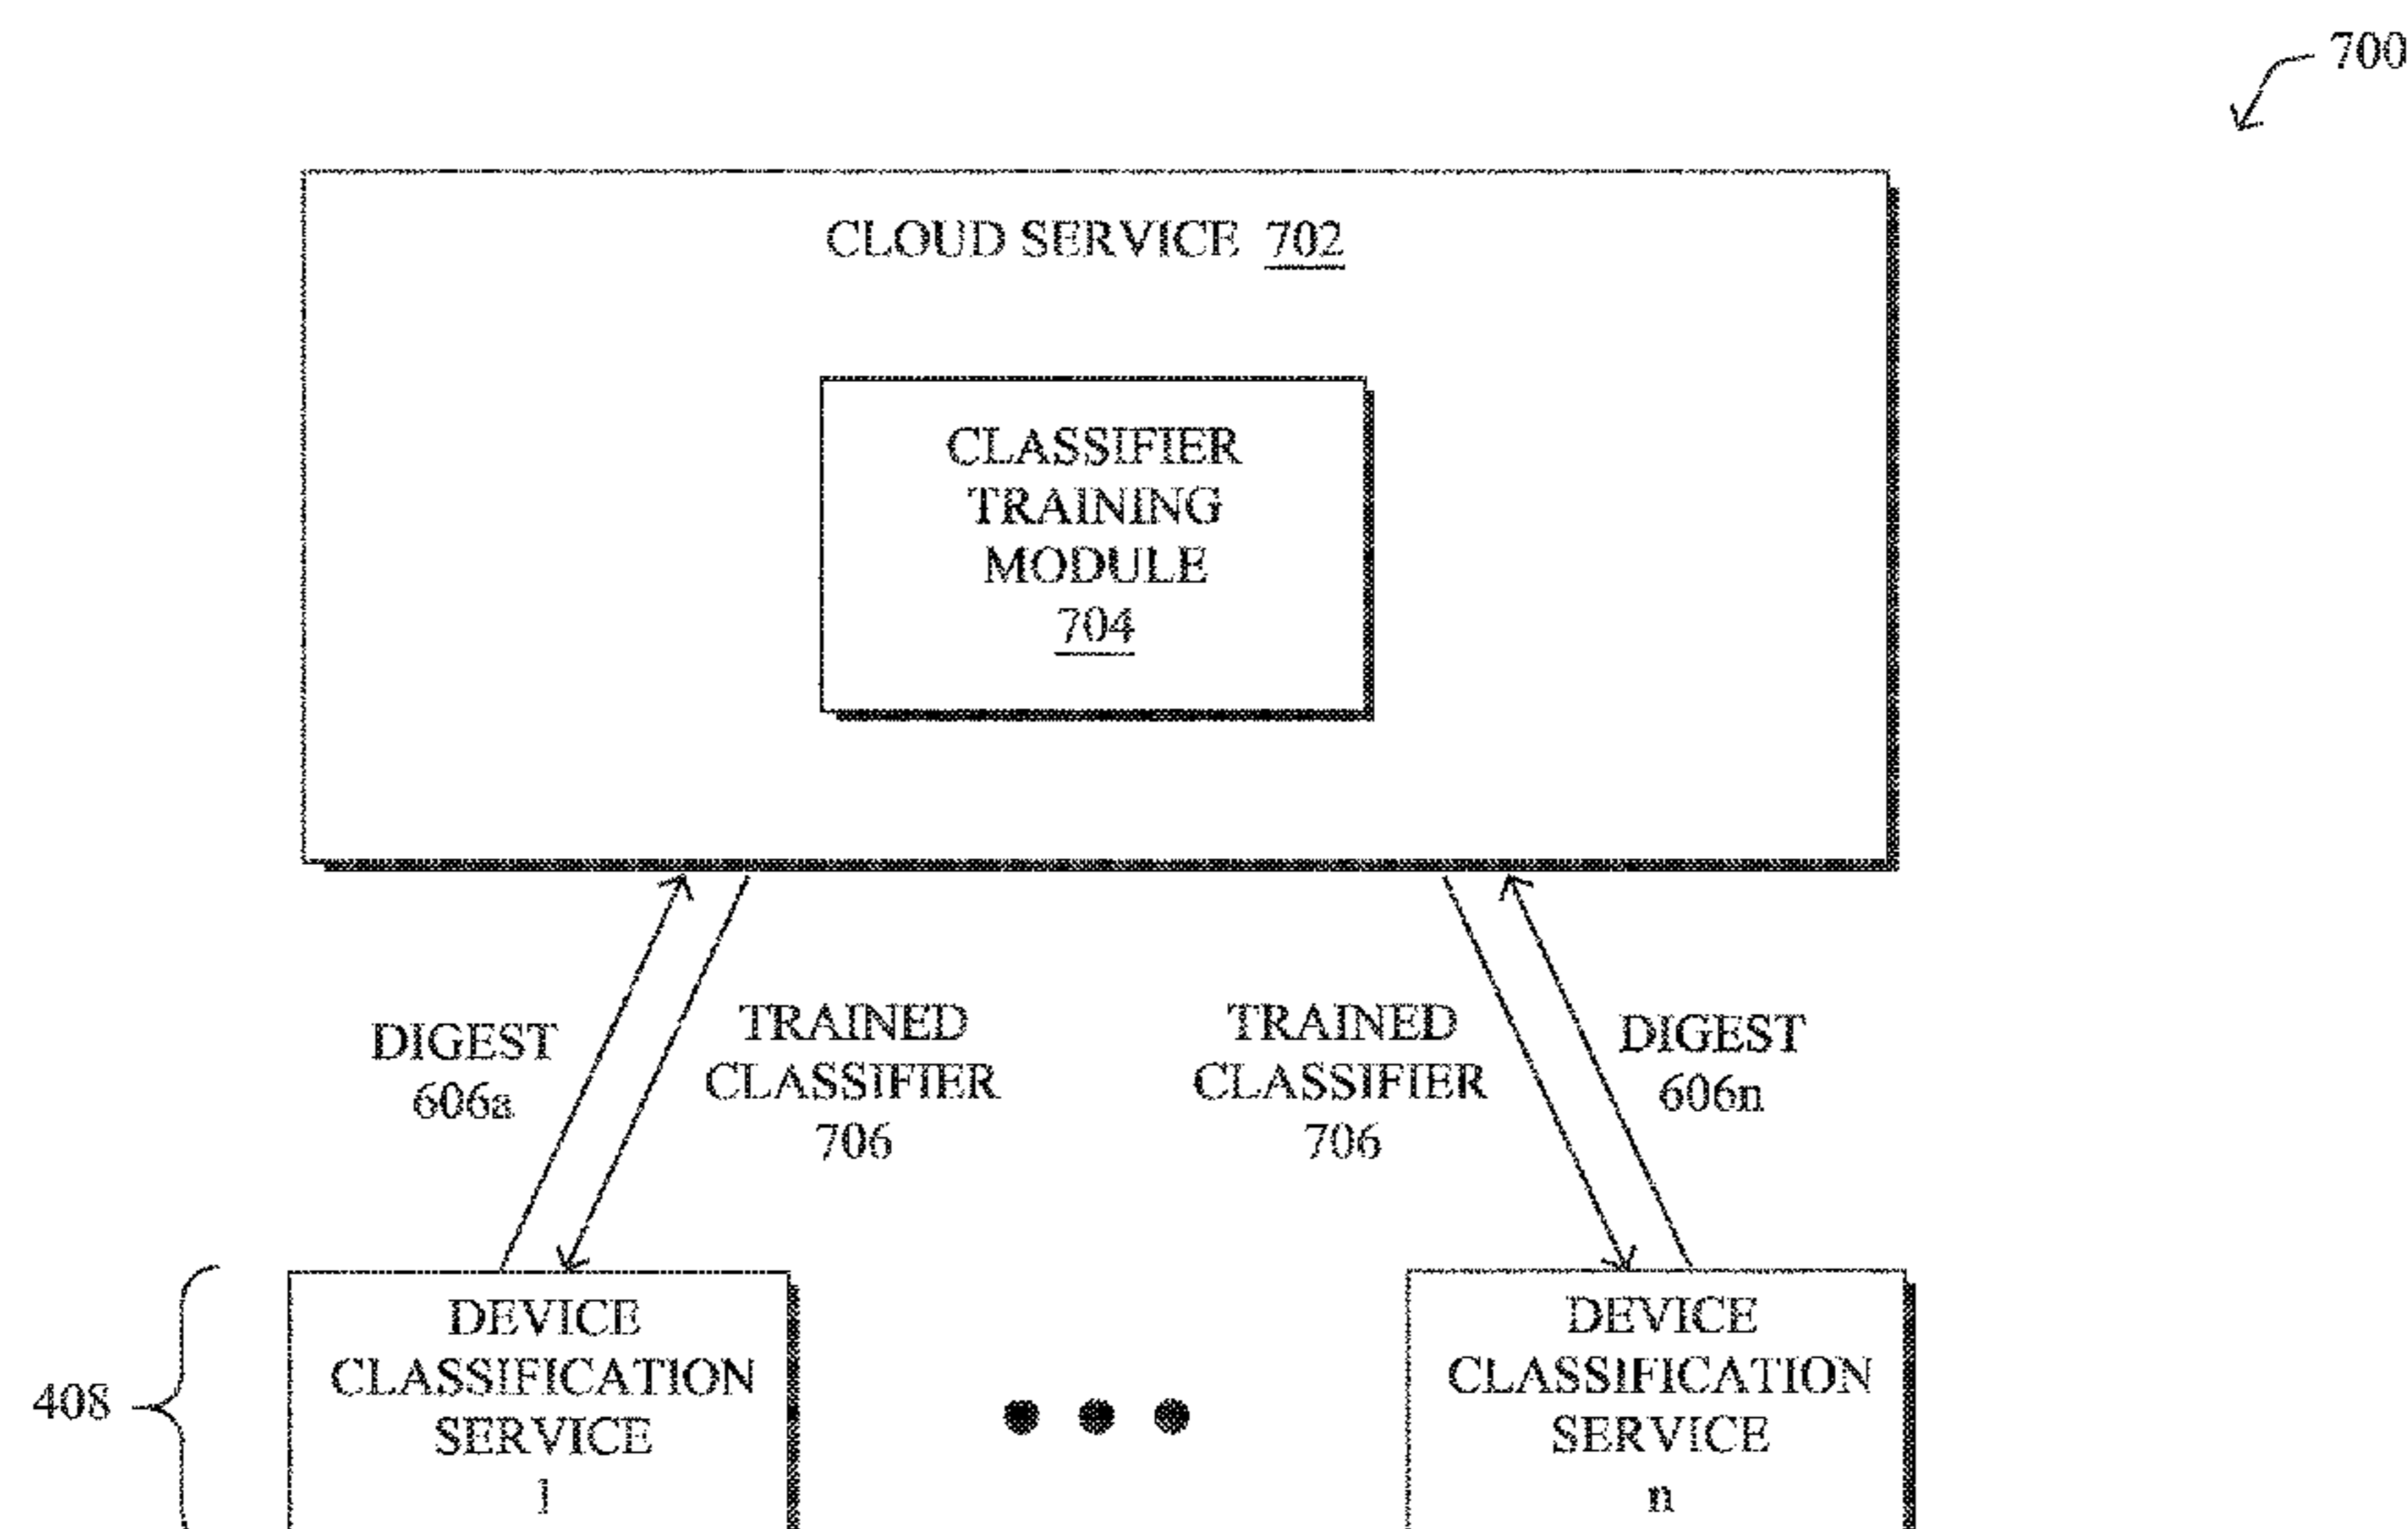 700
CLOUD SERVICE 702
CLASSIFIER
TRAINING
MODULE
704
DIGEST
606a
TRAINED
CLASSIFIER
706
TRAINED
CLASSIFIER
706
DIGEST
606n
408
DEVICE
CLASSIFICATION
SERVICE
1
DEVICE
CLASSIFICATION
SERVICE
n